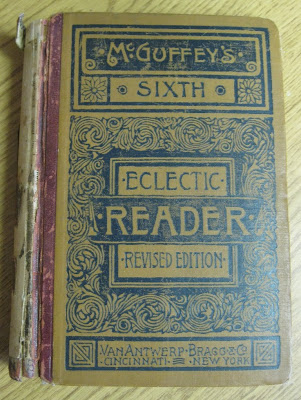 McGUFFEY'S
SIXTH
ECLECTIC
READER
REVISED EDITION
VAN ANTWERP · BRAGG & Co
CINCINNATI NEW YORK